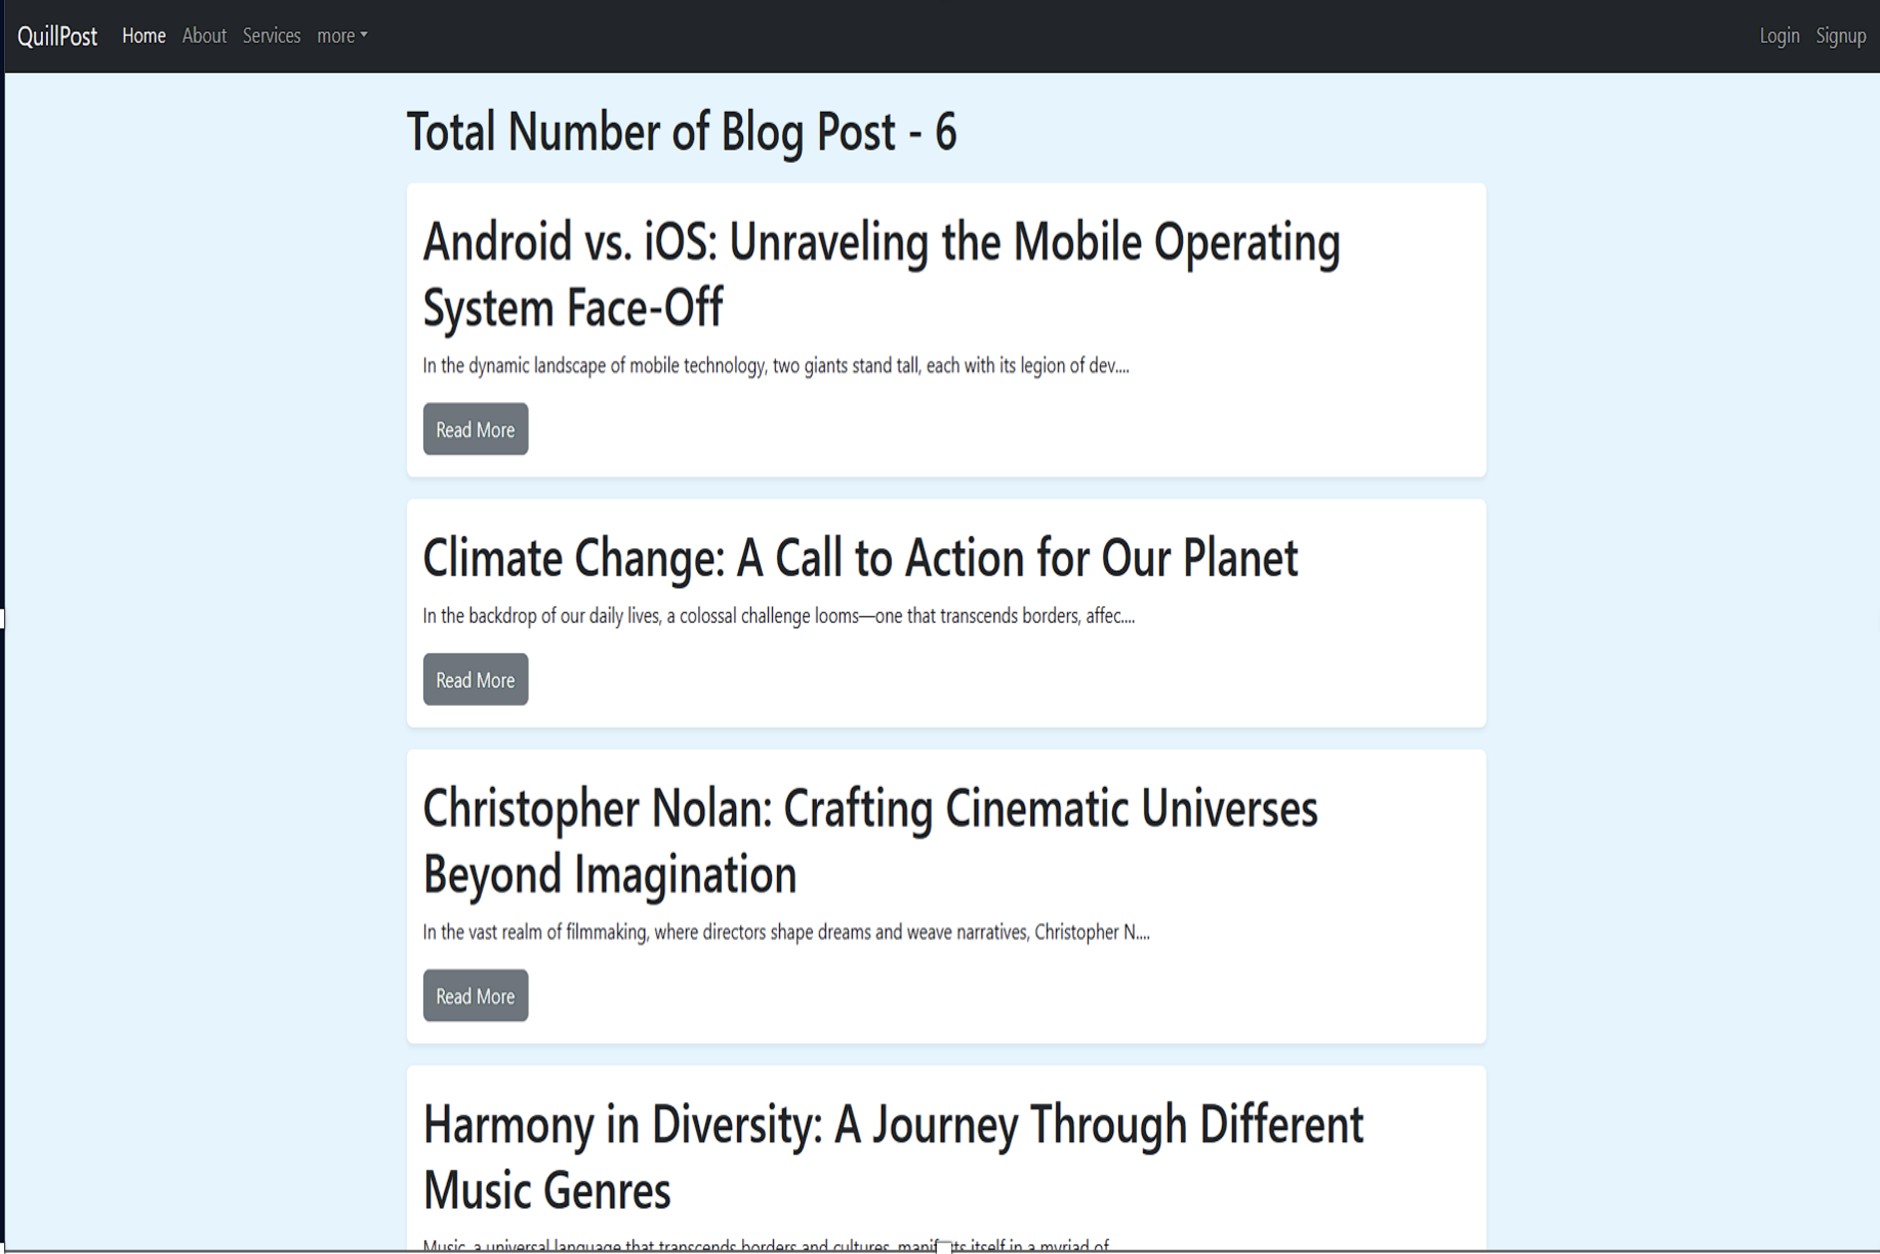 QuillPost Home About Services more Login Signup
Total Number of Blog Post - 6
Android vs. iOS: Unraveling the Mobile Operating
System Face-Off
In the dynamic landscape of mobile technology, two giants stand tall, each with its legion of dev....
Read More
Climate Change: A Call to Action for Our Planet
In the backdrop of our daily lives, a colossal challenge looms—one that transcends borders, affec....
Read More
Christopher Nolan: Crafting Cinematic Universes
Beyond Imagination
In the vast realm of filmmaking, where directors shape dreams and weave narratives, Christopher N....
Read More
Harmony in Diversity: A Journey Through Different
Music Genres
Music, a universal language that transcends borders and cultures, manifests itself in a myriad of